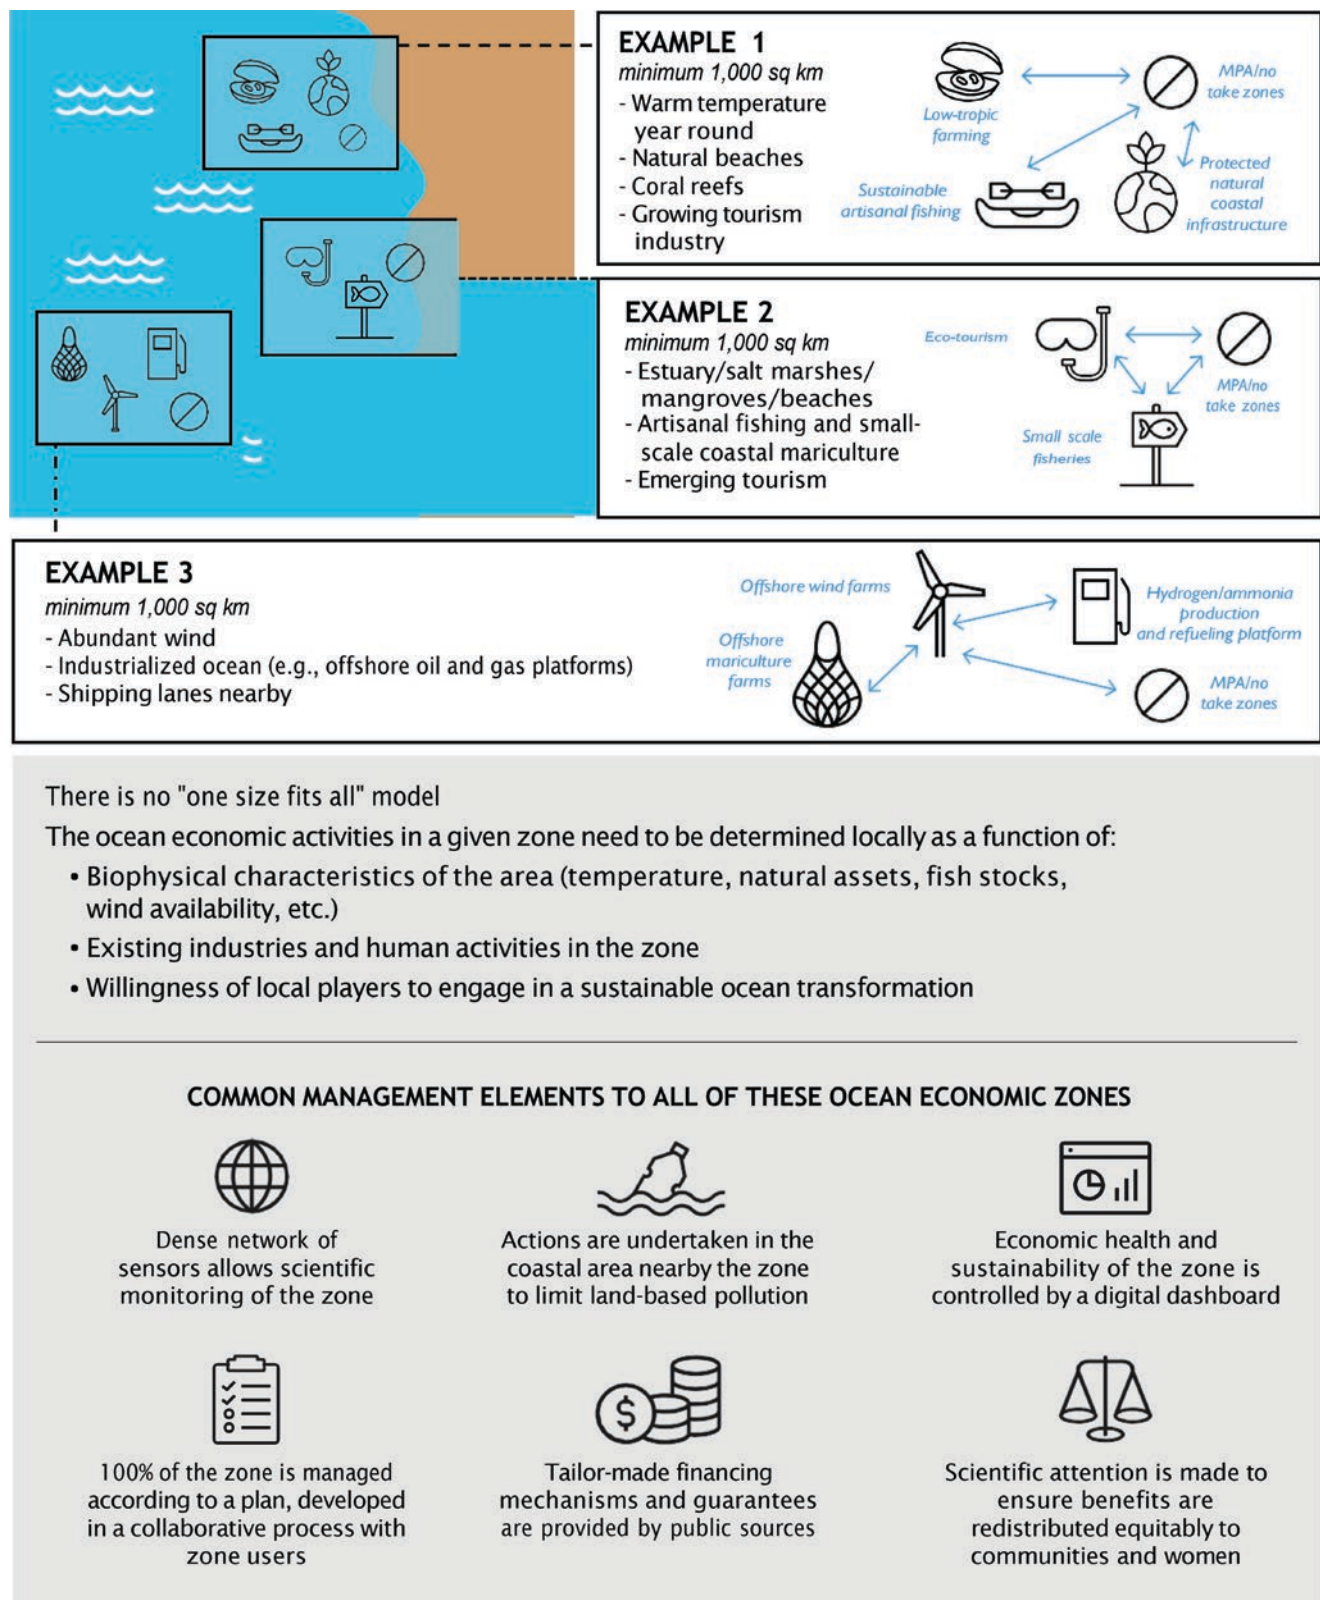 EXAMPLE 1
minimum 1,000 sq km
- Warm temperature
year round
- Natural beaches
- Coral reefs
- Growing tourism
industry
Low-tropic
farming
MPA/no
take zones
Sustainable
artisanal fishing
Protected
natural
coastal
infrastructure
EXAMPLE 2
minimum 1,000 sq km
- Estuary/salt marshes/
mangroves/beaches
- Artisanal fishing and small-
scale coastal mariculture
- Emerging tourism
Eco-tourism
MPA/no
take zones
Small scale
fisheries
EXAMPLE 3
minimum 1,000 sq km
- Abundant wind
- Industrialized ocean (e.g., offshore oil and gas platforms)
- Shipping lanes nearby
Offshore wind farms
Offshore
mariculture
farms
Hydrogen/ammonia
production
and refueling platform
MPA/no
take zones
There is no "one size fits all" model
The ocean economic activities in a given zone need to be determined locally as a function of:
• Biophysical characteristics of the area (temperature, natural assets, fish stocks,
wind availability, etc.)
• Existing industries and human activities in the zone
• Willingness of local players to engage in a sustainable ocean transformation
COMMON MANAGEMENT ELEMENTS TO ALL OF THESE OCEAN ECONOMIC ZONES
Dense network of
sensors allows scientific
monitoring of the zone
Actions are undertaken in the
coastal area nearby the zone
to limit land-based pollution
Economic health and
sustainability of the zone is
controlled by a digital dashboard
$
100% of the zone is managed
according to a plan, developed
in a collaborative process with
zone users
Tailor-made financing
mechanisms and guarantees
are provided by public sources
Scientific attention is made to
ensure benefits are
redistributed equitably to
communities and women